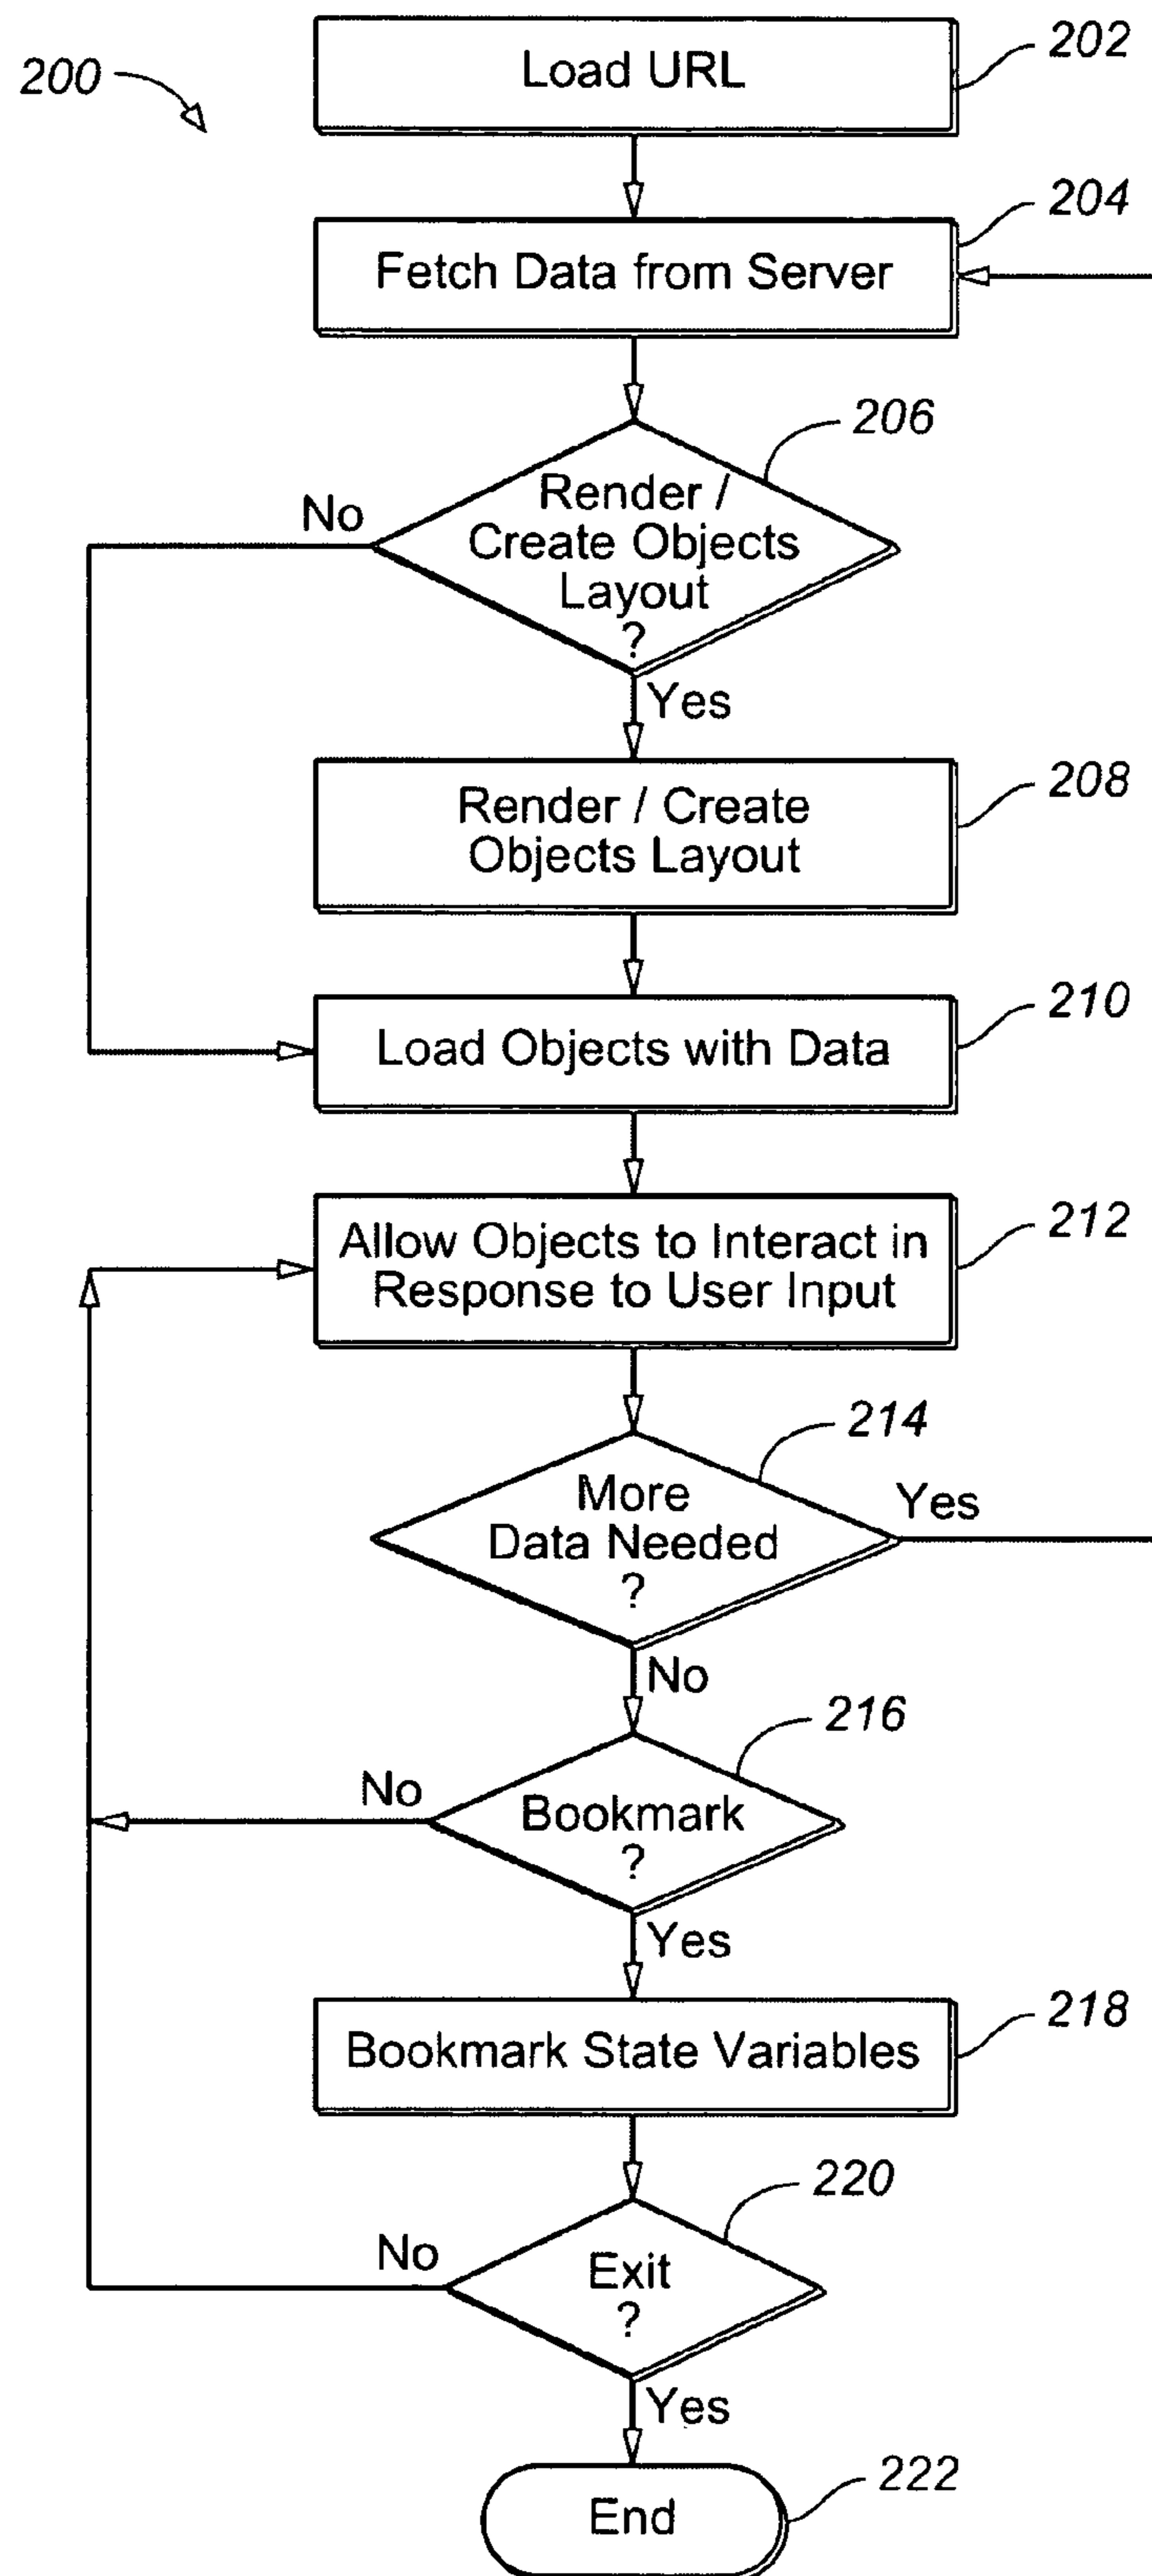 200
Load URL
202
Fetch Data from Server
204
206
Render /
Create Objects
Layout
?
No
Yes
Render / Create
Objects Layout
208
Load Objects with Data
210
Allow Objects to Interact in
Response to User Input
212
214
More
Data Needed
?
Yes
No
216
Bookmark
?
No
Yes
Bookmark State Variables
218
220
Exit
?
No
Yes
End
222